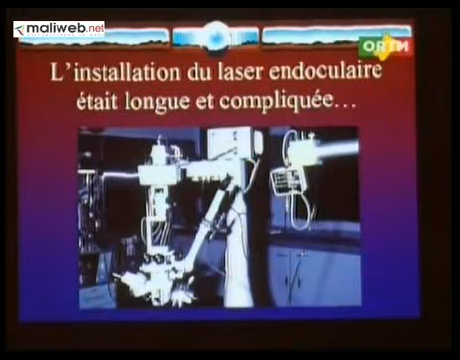 maliweb.net
ORTM
L'installation du laser endoculaire
était longue et compliquée...